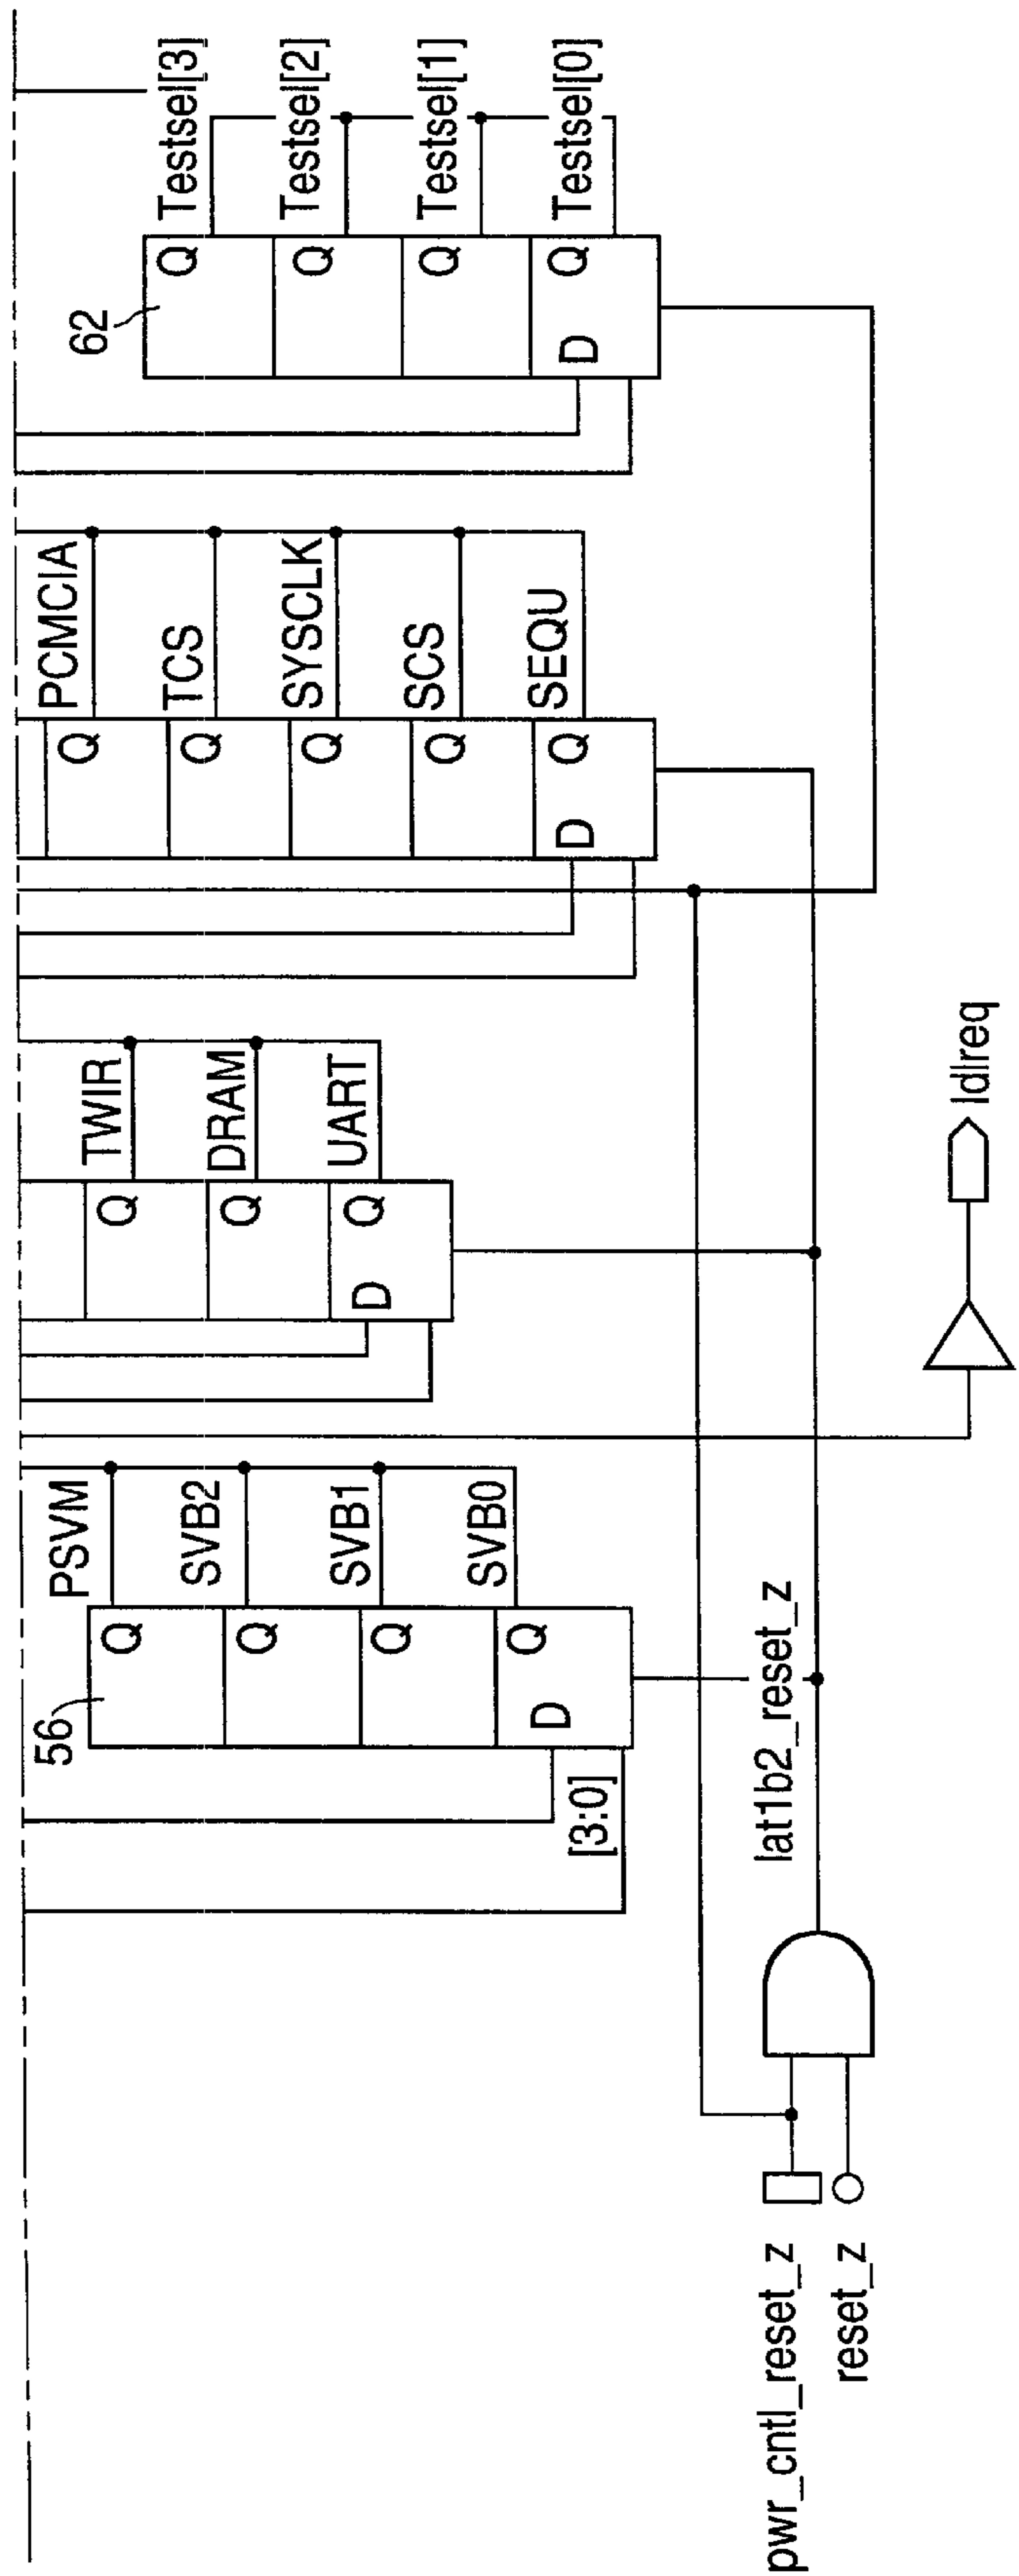 Testsel[3]
Testsel[2]
Testsel[1]
Testsel[0]
62
Q
Q
Q
D Q
PCMCIA
TCS
SYSCLK
SCS
SEQU
Q
Q
Q
Q
D Q
TWIR
DRAM
UART
Q
Q
D Q
Idlreq
PSVM
SVB2
SVB1
SVB0
56
Q
Q
Q
D Q
[3:0]
lat1b2_reset_z
pwr_cntl_reset_z
reset_z